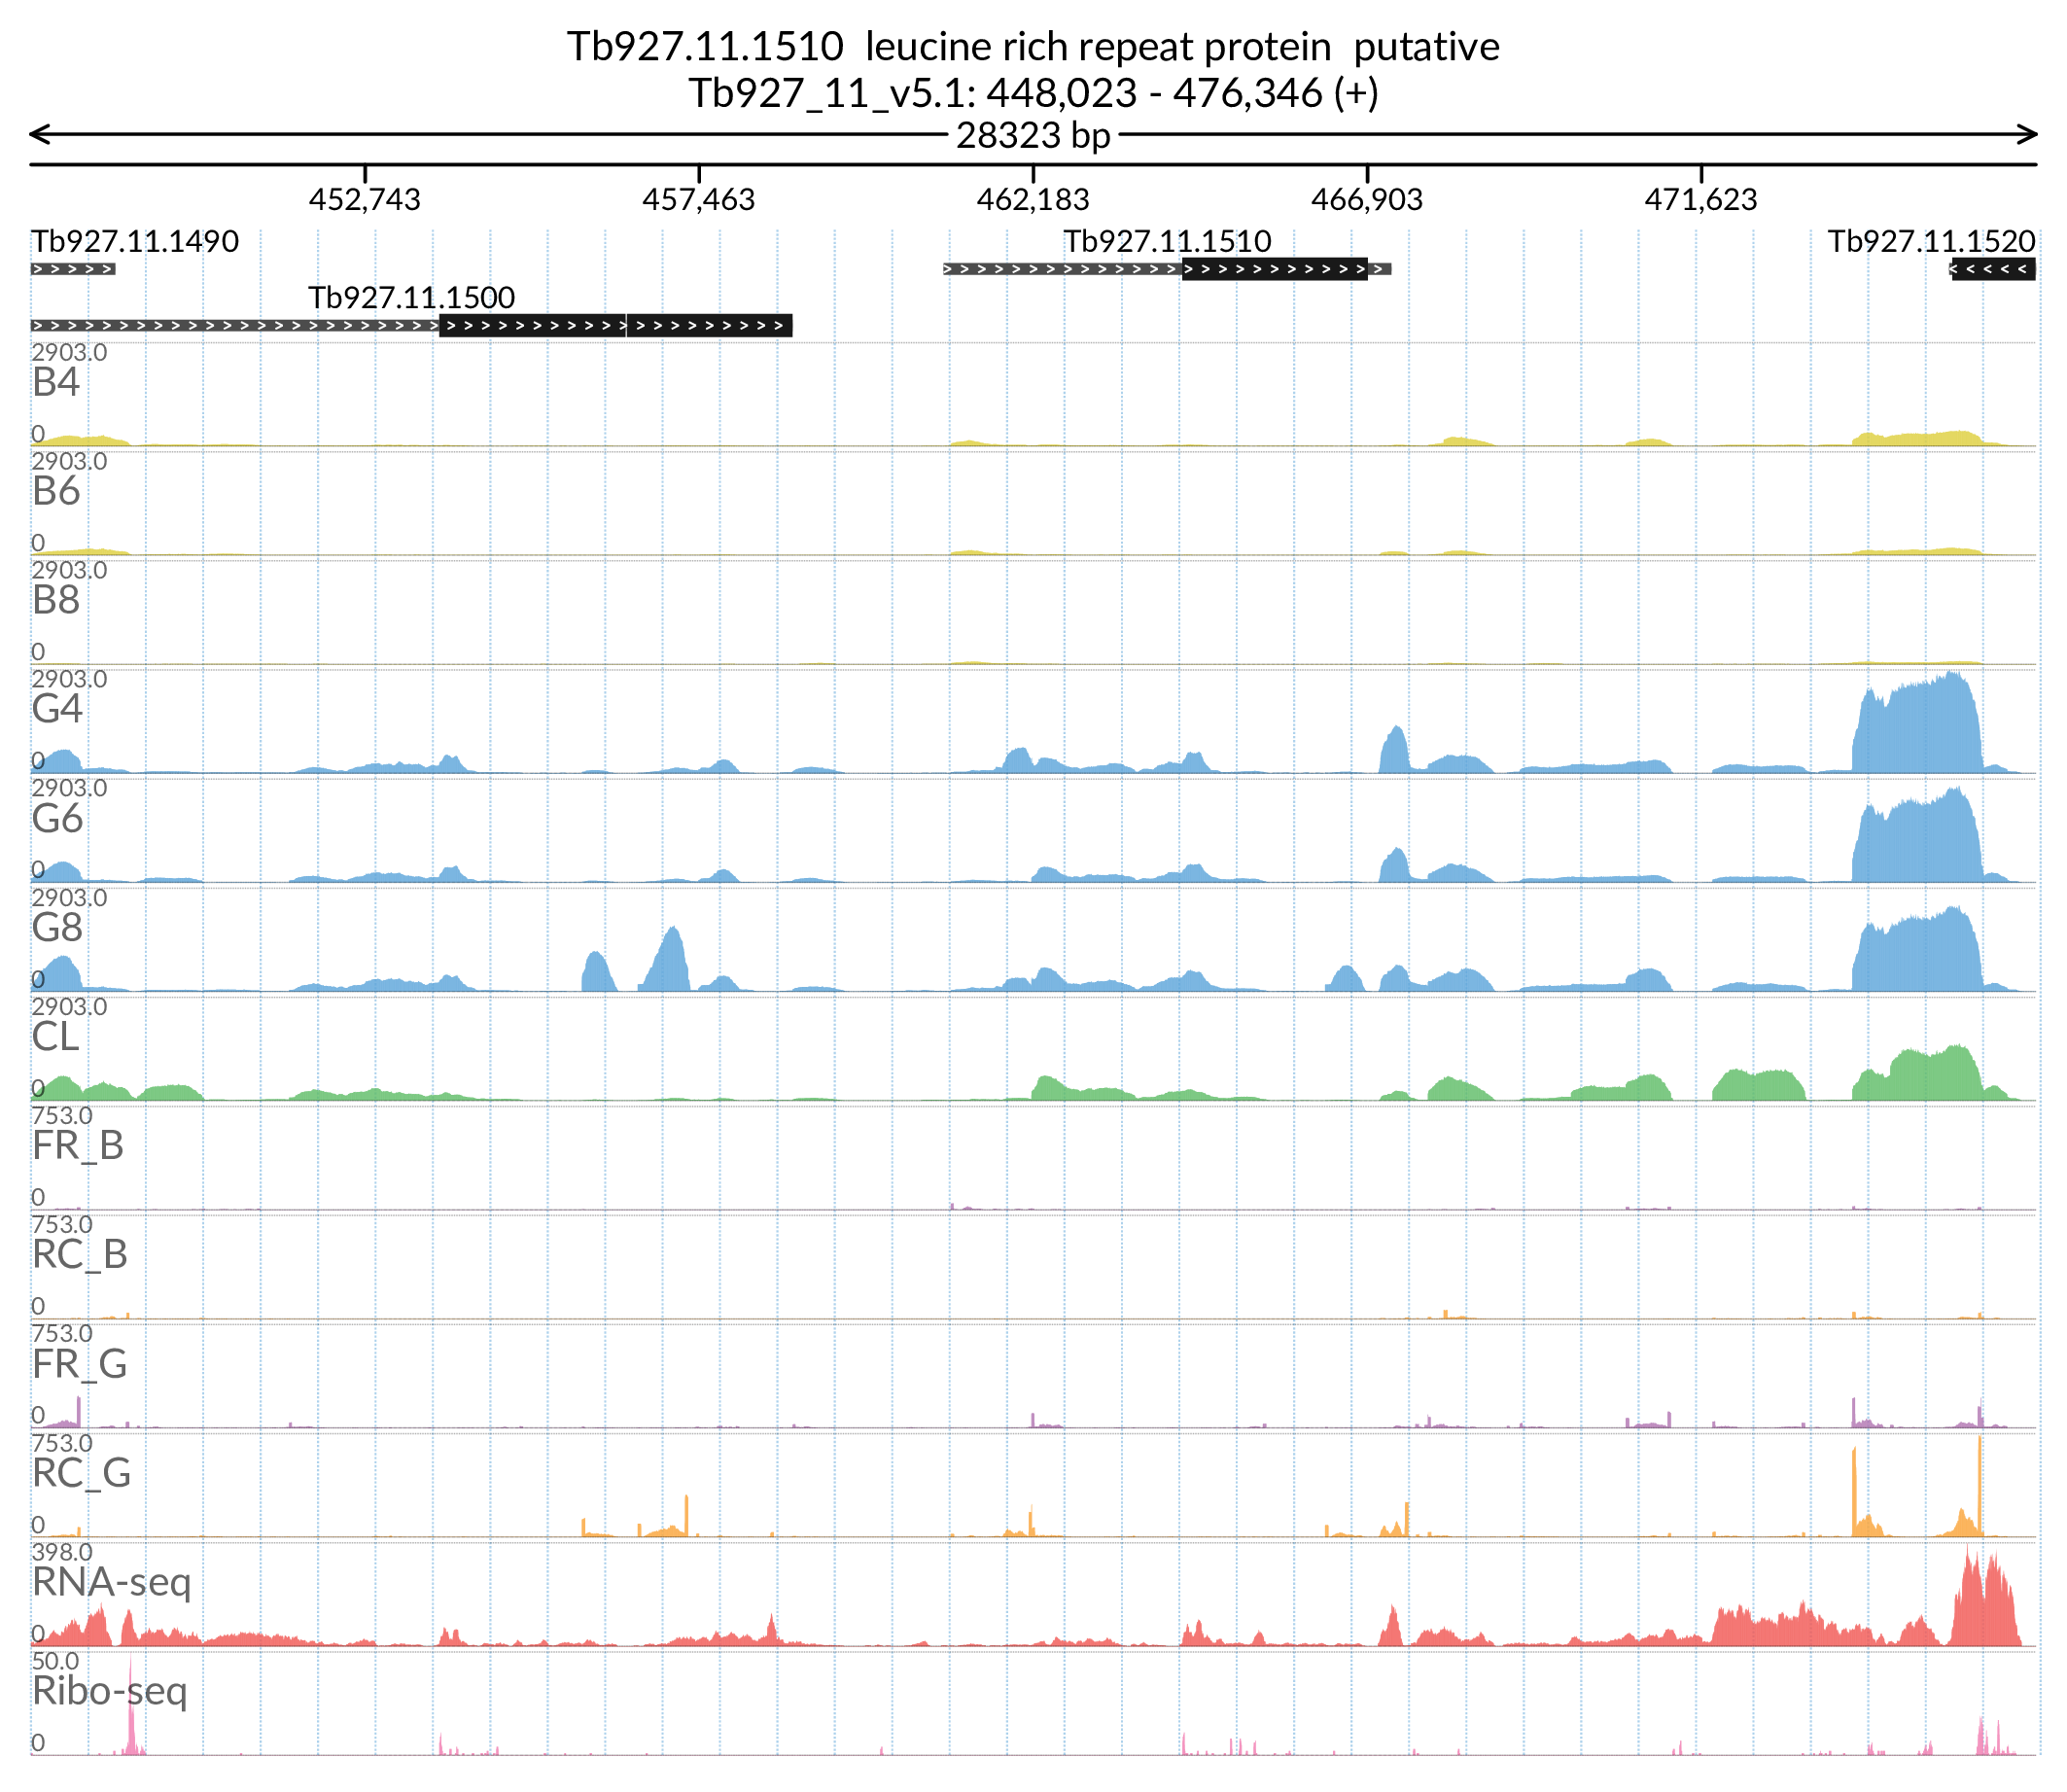 Tb927.11.1510  leucine rich repeat protein  putative
Tb927_11_v5.1: 448,023 - 476,346 (+)
28323 bp
452,743 457,463 462,183 466,903 471,623
Tb927.11.1490 Tb927.11.1510 Tb927.11.1520
Tb927.11.1500
2903.0
B4
0
2903.0
B6
0
2903.0
B8
0
2903.0
G4
0
2903.0
G6
0
2903.0
G8
0
2903.0
CL
0
753.0
FR_B
0
753.0
RC_B
0
753.0
FR_G
0
753.0
RC_G
0
398.0
RNA-seq
0
50.0
Ribo-seq
0